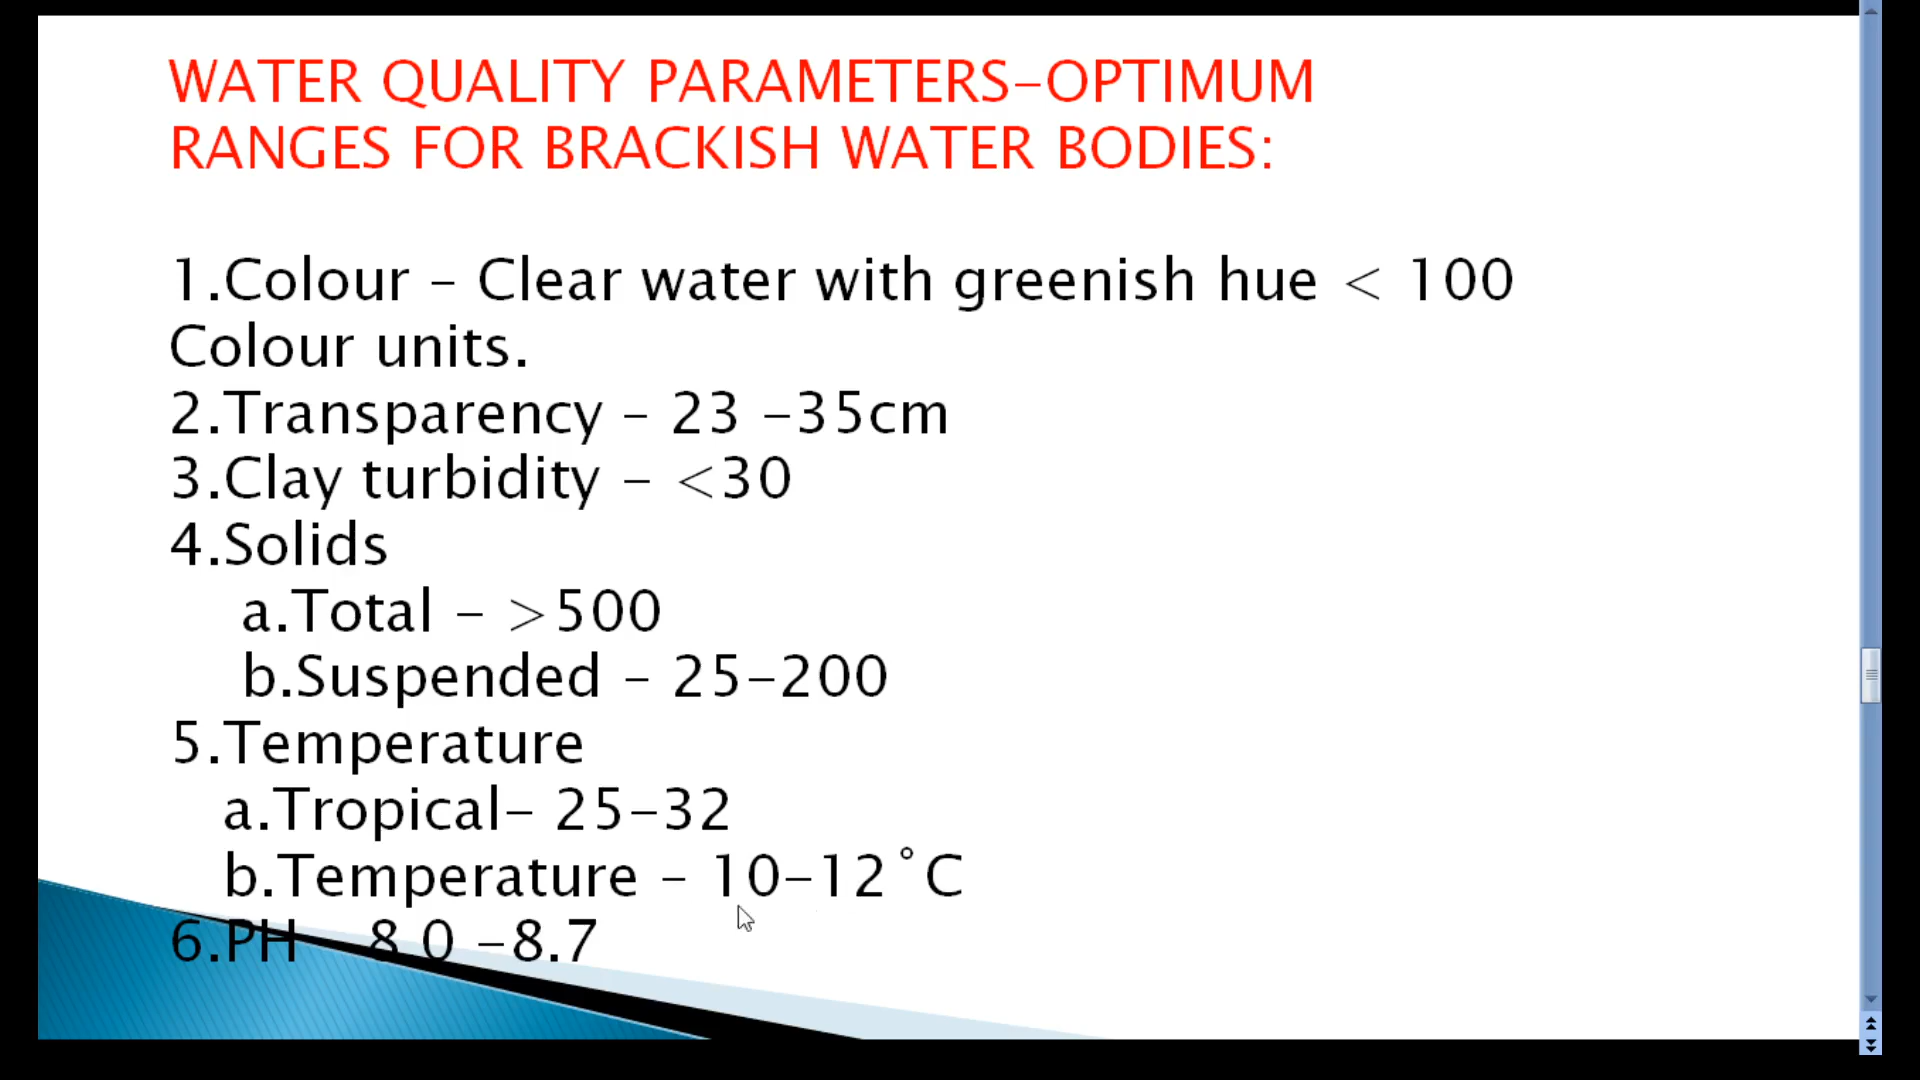 WATER QUALITY PARAMETERS-OPTIMUM
RANGES FOR BRACKISH WATER BODIES:
1.Colour - Clear water with greenish hue < 100
Colour units.
2.Transparency - 23 -35cm
3.Clay turbidity - <30
4.Solids
a.Total - >500
b.Suspended - 25-200
5.Temperature
a.Tropical- 25-32
b.Temperature - 10-12˚C
6.PH - 8.0 -8.7